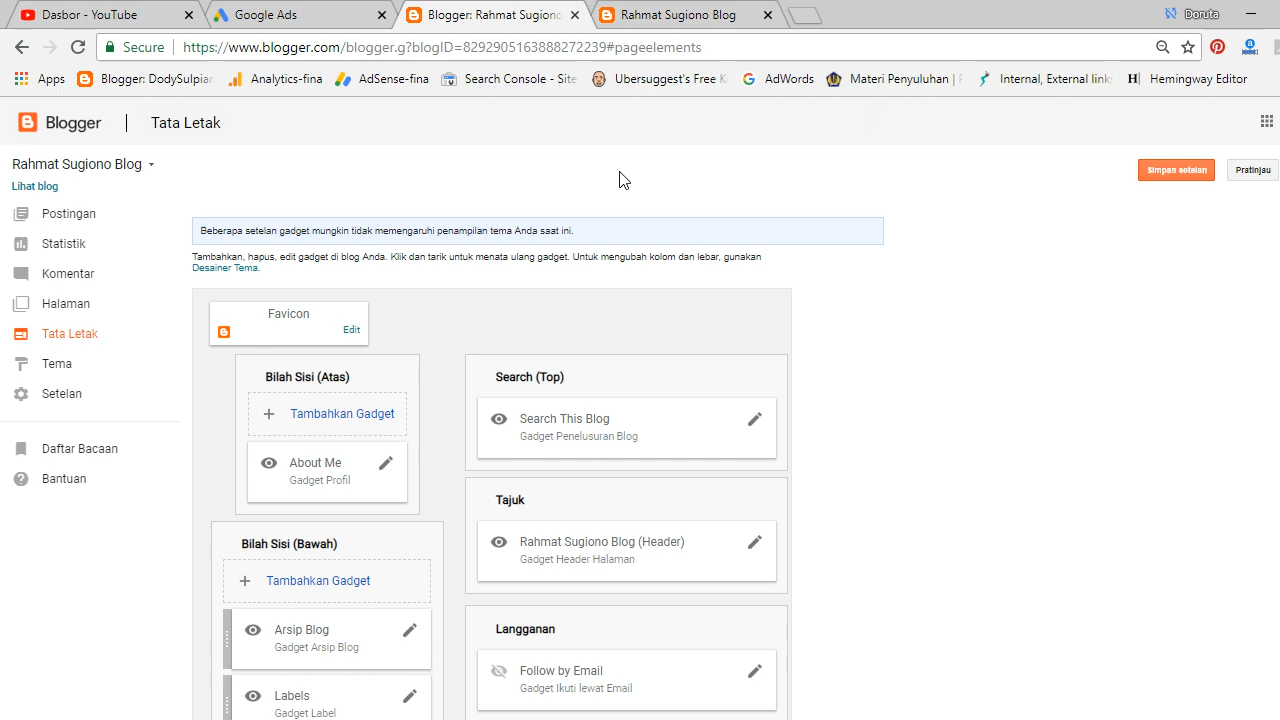 Dasbor - YouTube
Google Ads
Blogger: Rahmat Sugiono
Rahmat Sugiono Blog
Doruta
Secure
https://www.blogger.com/blogger.g?blogID=8292905163888272239#pageelements
Apps
Blogger: DodySulpian
Analytics-fina
AdSense-fina
Search Console - Site
Ubersuggest's Free K
AdWords
Materi Penyuluhan |
Internal, External links
Hemingway Editor
Blogger
Tata Letak
Rahmat Sugiono Blog
Simpan setelan
Pratinjau
Lihat blog
Postingan
Statistik
Komentar
Halaman
Tata Letak
Tema
Setelan
Daftar Bacaan
Bantuan
Beberapa setelan gadget mungkin tidak memengaruhi penampilan tema Anda saat ini.
Tambahkan, hapus, edit gadget di blog Anda. Klik dan tarik untuk menata ulang gadget. Untuk mengubah kolom dan lebar, gunakan
Desainer Tema.
Favicon
Edit
Bilah Sisi (Atas)
Tambahkan Gadget
About Me
Gadget Profil
Bilah Sisi (Bawah)
Tambahkan Gadget
Arsip Blog
Gadget Arsip Blog
Labels
Gadget Label
Search (Top)
Search This Blog
Gadget Penelusuran Blog
Tajuk
Rahmat Sugiono Blog (Header)
Gadget Header Halaman
Langganan
Follow by Email
Gadget Ikuti lewat Email